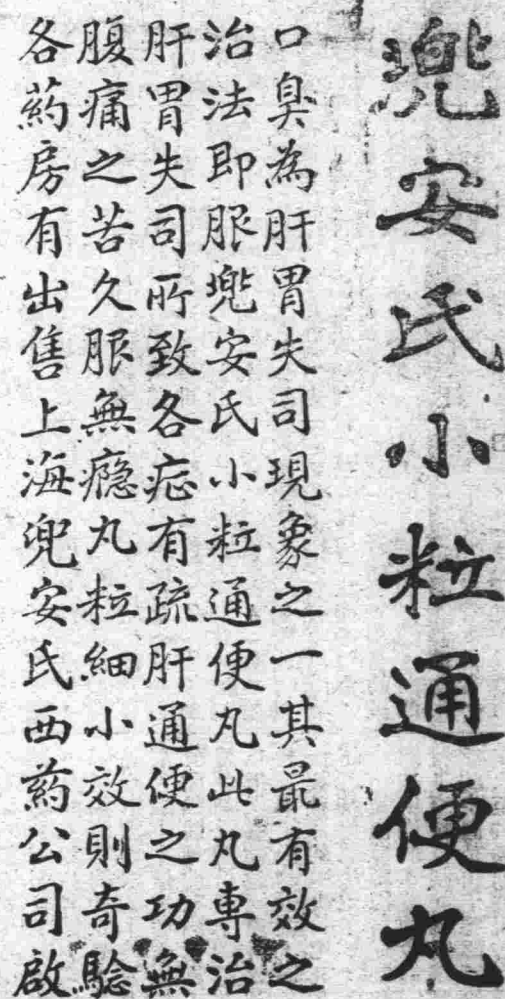 兜安氏小粒通便丸
口臭為肝胃失司現象之一其最有效之
治法即服兜安氏小粒通便丸此丸專治
肝胃失司所致各症有疏肝通便之功無
腹痛之苦久服無瘾丸粒細小效則奇騐
各葯房有出售上海兜安氏西葯公司啟